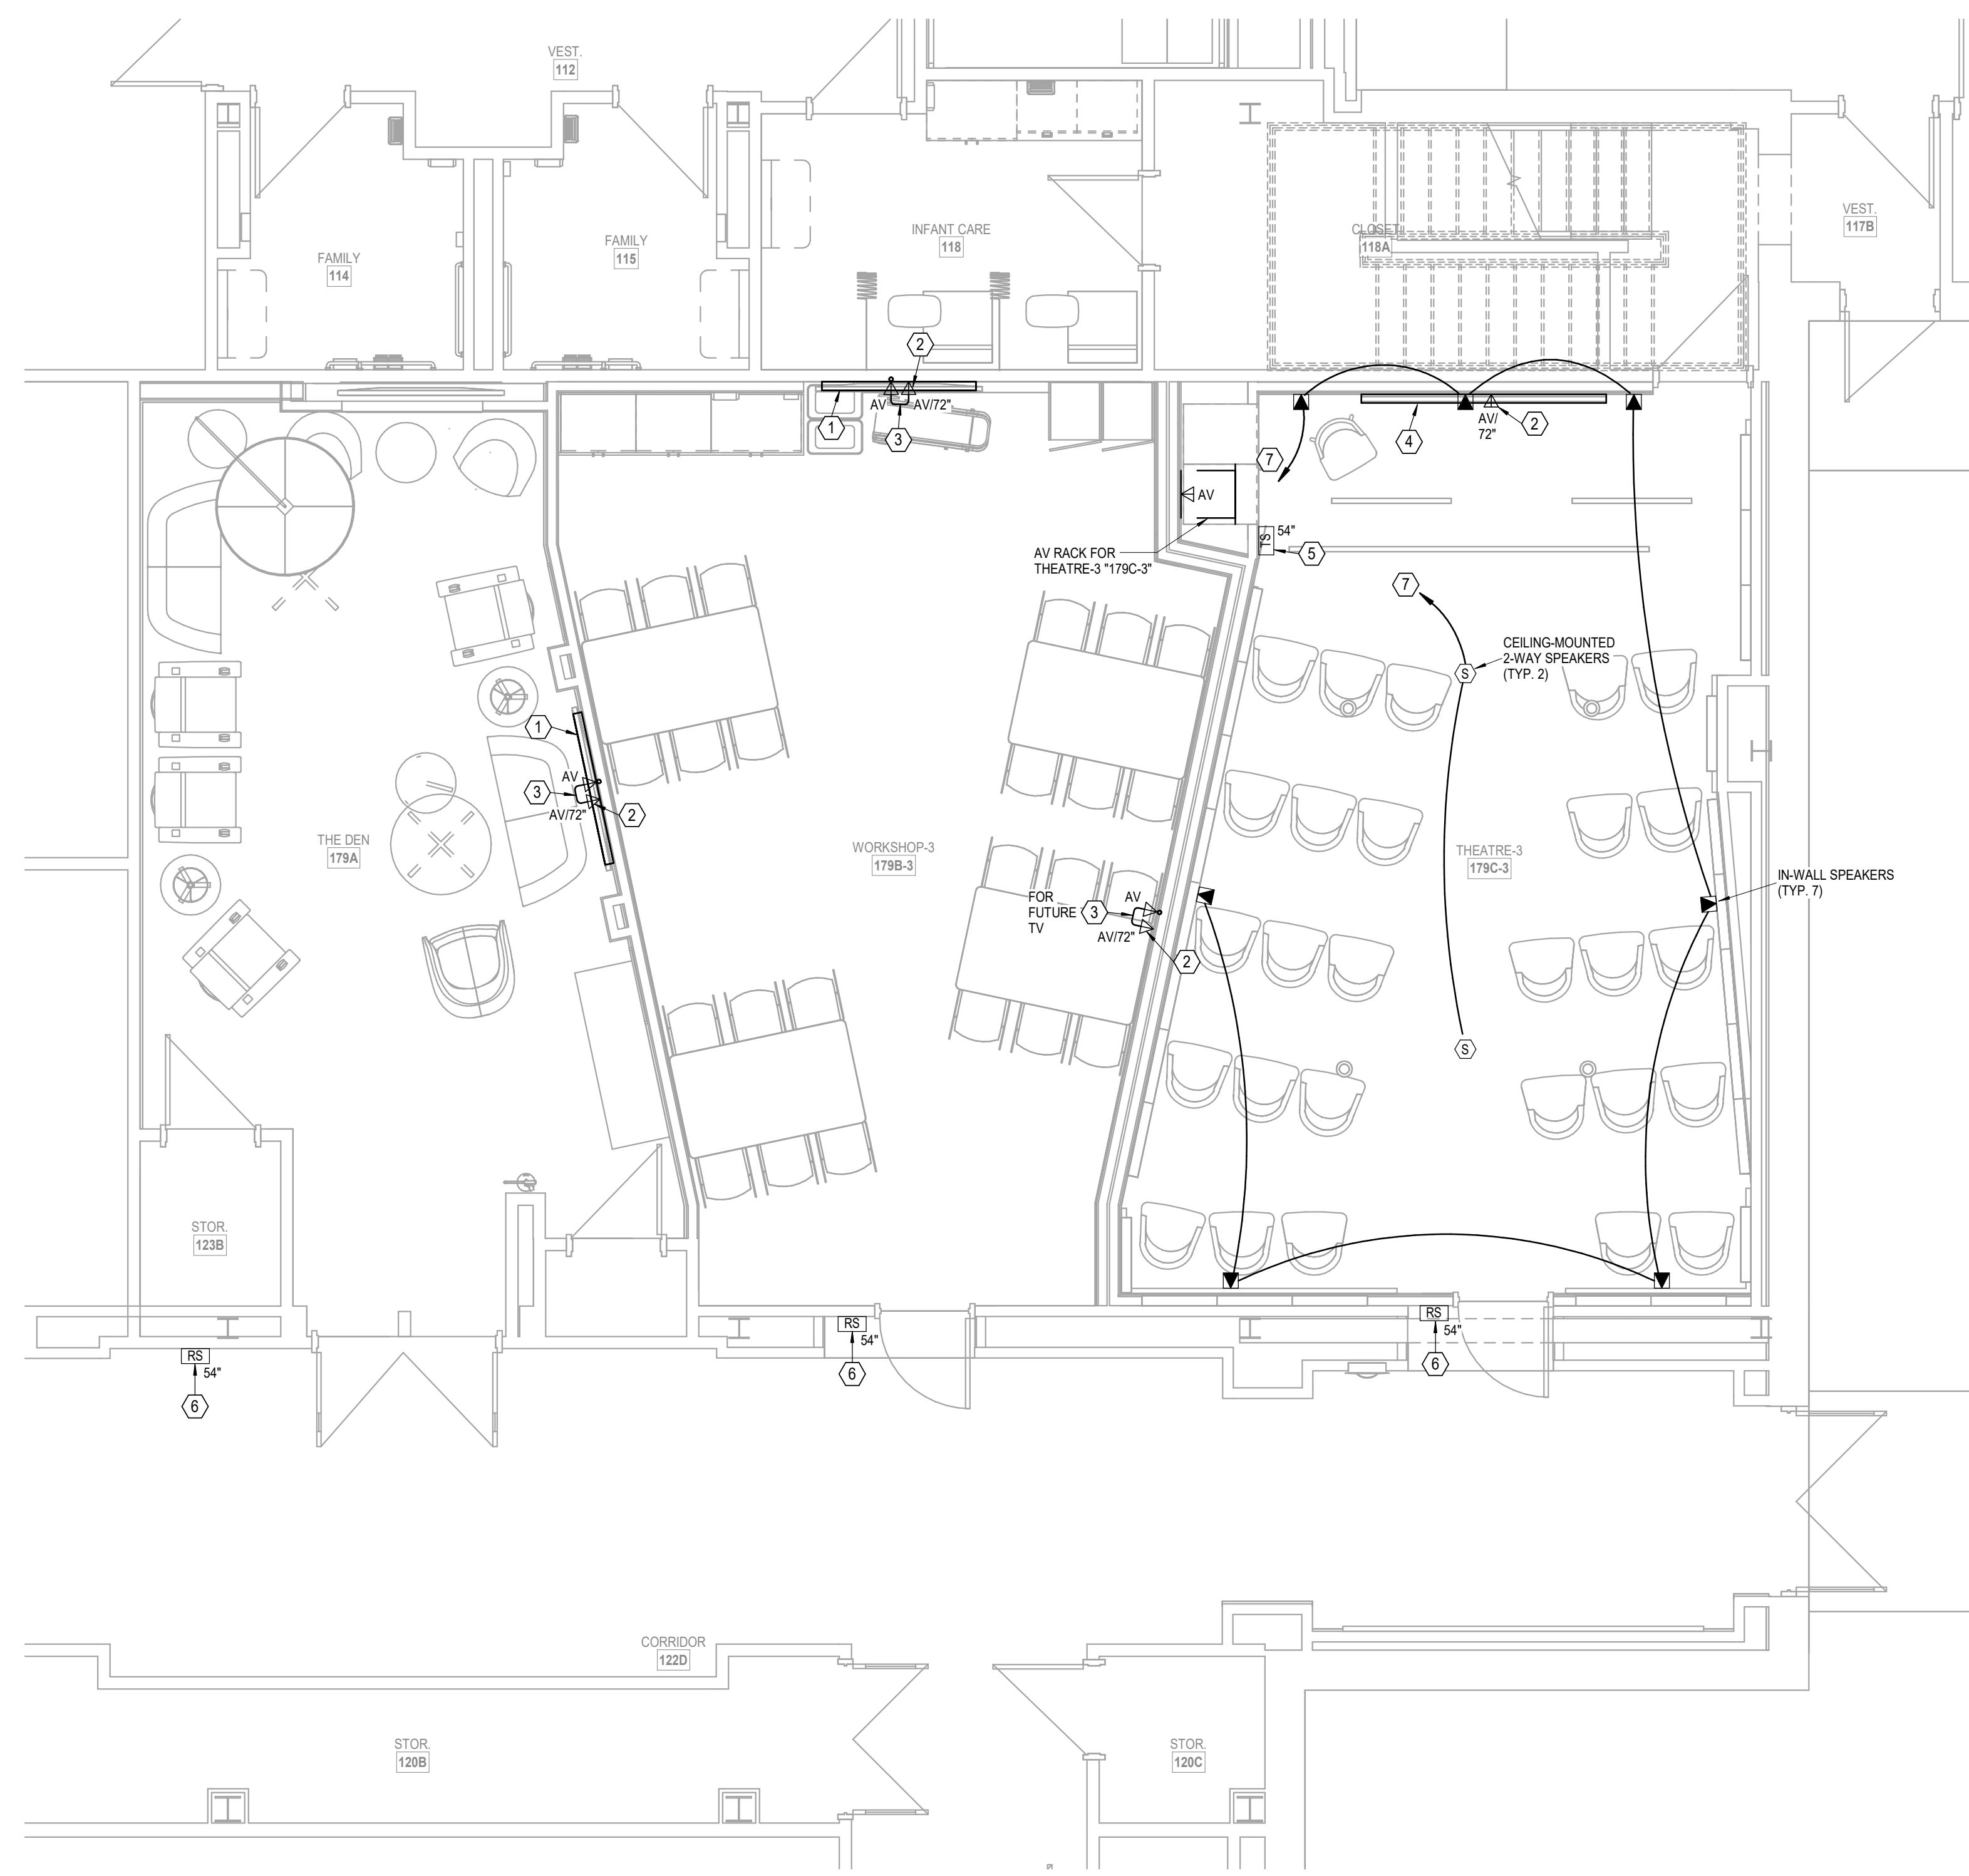 VEST.
112
FAMILY
114
FAMILY
115
INFANT CARE
118
CLOSET
118A
VEST.
117B
2
AV
AV/72"
1
3
AV/
72"
2
4
7
AV
54"
TS
5
AV RACK FOR
THEATRE-3 "179C-3"
7
CEILING-MOUNTED
2-WAY SPEAKERS
(TYP. 2)
S
1
AV
3
AV/72"
2
THE DEN
179A
WORKSHOP-3
179B-3
THEATRE-3
179C-3
IN-WALL SPEAKERS
(TYP. 7)
FOR
FUTURE
TV
3
AV
AV/72"
2
S
STOR.
123B
RS
54"
6
RS
54"
6
RS
54"
6
CORRIDOR
122D
STOR.
120B
STOR.
120C